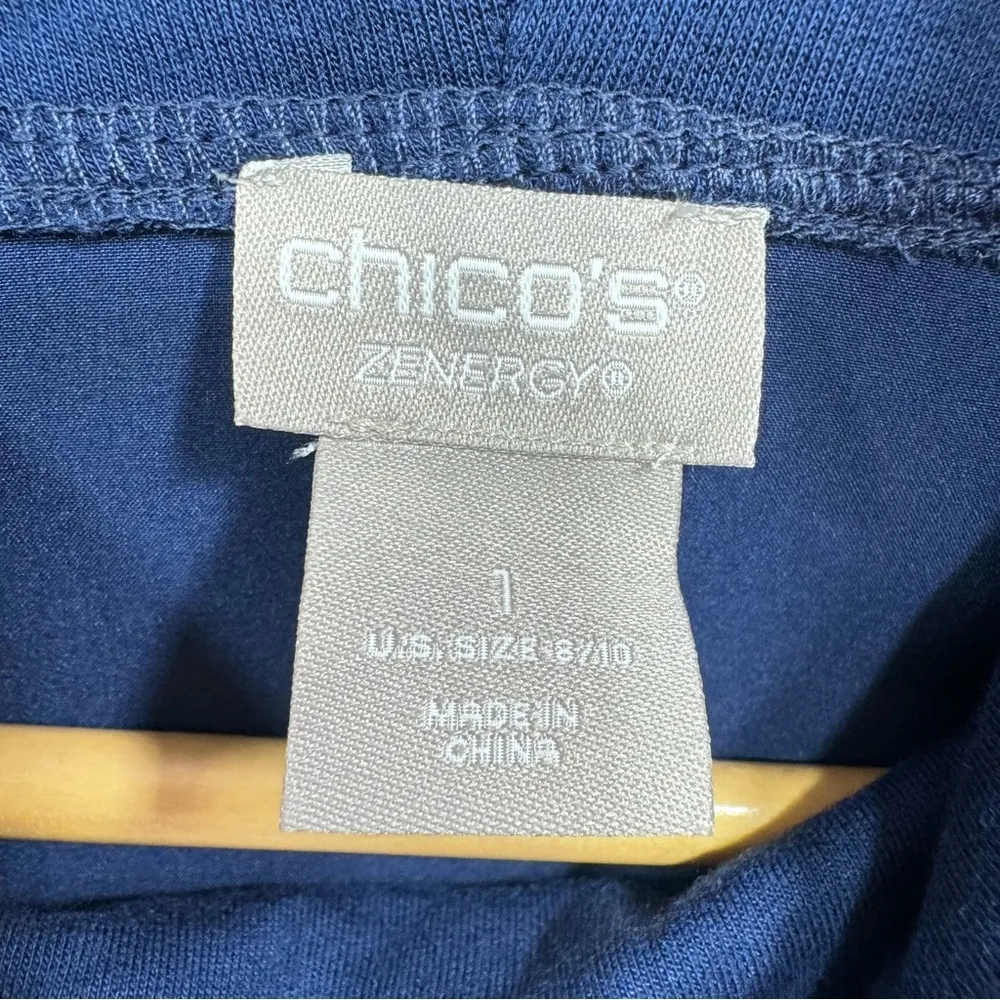 chico's®
ZENERGY®
1
U.S. SIZE 8/10
MADE IN
CHINA